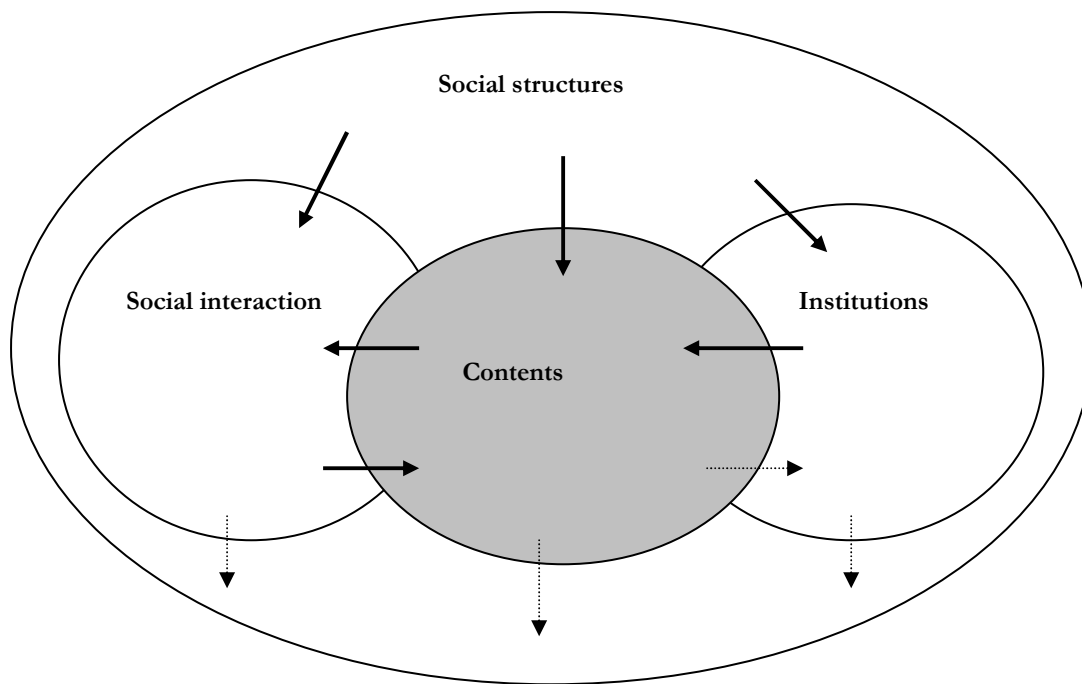 Social structures
Social interaction
Institutions
Contents